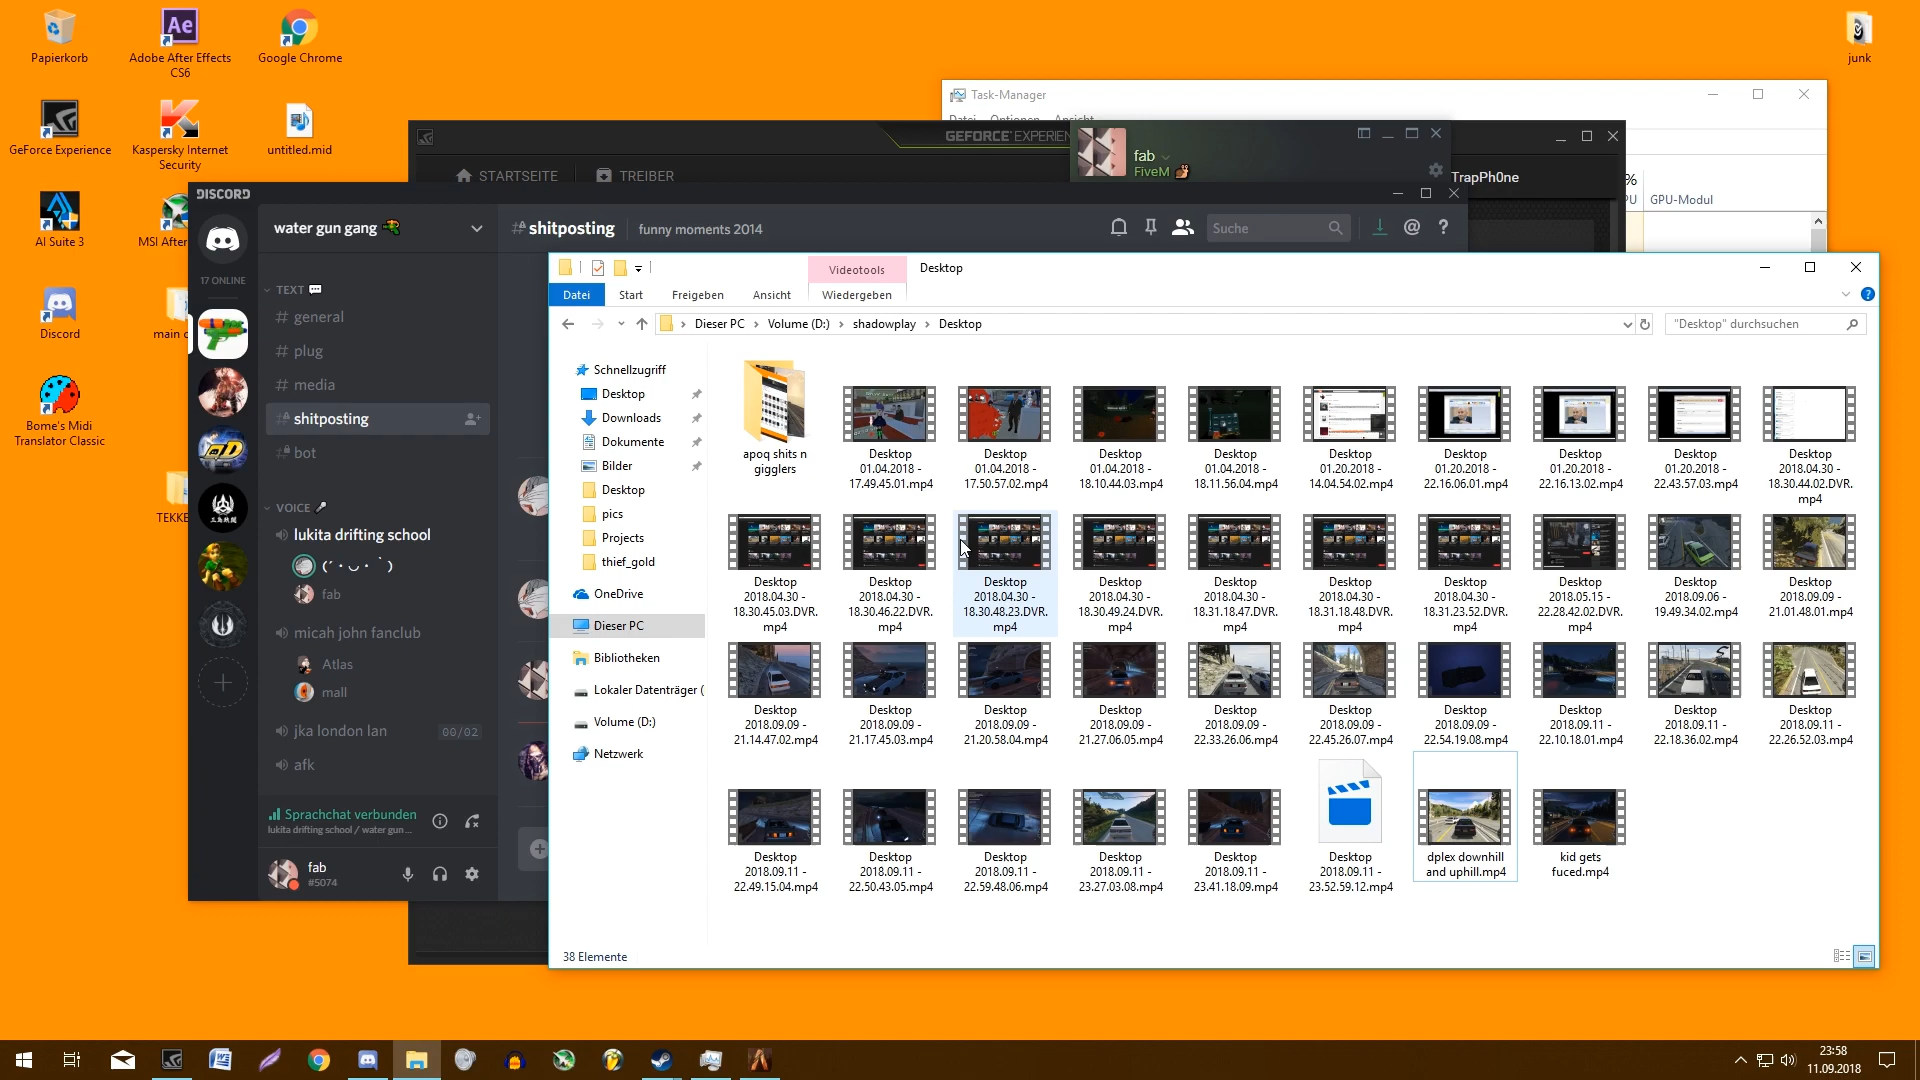 Papierkorb
Adobe After Effects
CS6
Google Chrome
junk
GeForce Experience
Kaspersky Internet
Security
untitled.mid
AI Suite 3
MSI After
Discord
main c
Bome's Midi
Translator Classic
TEKKE
Task-Manager
Datei Optionen Ansicht
%
PU
GPU-Modul
GEFORCE EXPERIEN
STARTSEITE
TREIBER
TrapPh0ne
fab
FiveM
DISCORD
17 ONLINE
water gun gang
#shitposting
funny moments 2014
Suche
TEXT
# general
# plug
# media
# shitposting
# bot
VOICE
lukita drifting school
(´・◡・｀)
fab
micah john fanclub
Atlas
mall
jka london lan
00/02
afk
Sprachchat verbunden
lukita drifting school / water gun ...
fab
#5074
Videotools
Desktop
Datei
Start
Freigeben
Ansicht
Wiedergeben
Dieser PC
Volume (D:)
shadowplay
Desktop
"Desktop" durchsuchen
Schnellzugriff
Desktop
Downloads
Dokumente
Bilder
Desktop
pics
Projects
thief_gold
OneDrive
Dieser PC
Bibliotheken
Lokaler Datenträger (
Volume (D:)
Netzwerk
apoq shits n
gigglers
Desktop
01.04.2018 -
17.49.45.01.mp4
Desktop
01.04.2018 -
17.50.57.02.mp4
Desktop
01.04.2018 -
18.10.44.03.mp4
Desktop
01.04.2018 -
18.11.56.04.mp4
Desktop
01.20.2018 -
14.04.54.02.mp4
Desktop
01.20.2018 -
22.16.06.01.mp4
Desktop
01.20.2018 -
22.16.13.02.mp4
Desktop
01.20.2018 -
22.43.57.03.mp4
Desktop
2018.04.30 -
18.30.44.02.DVR.
mp4
Desktop
2018.04.30 -
18.30.45.03.DVR.
mp4
Desktop
2018.04.30 -
18.30.46.22.DVR.
mp4
Desktop
2018.04.30 -
18.30.48.23.DVR.
mp4
Desktop
2018.04.30 -
18.30.49.24.DVR.
mp4
Desktop
2018.04.30 -
18.31.18.47.DVR.
mp4
Desktop
2018.04.30 -
18.31.18.48.DVR.
mp4
Desktop
2018.04.30 -
18.31.23.52.DVR.
mp4
Desktop
2018.05.15 -
22.28.42.02.DVR.
mp4
Desktop
2018.09.06 -
19.49.34.02.mp4
Desktop
2018.09.09 -
21.01.48.01.mp4
Desktop
2018.09.09 -
21.14.47.02.mp4
Desktop
2018.09.09 -
21.17.45.03.mp4
Desktop
2018.09.09 -
21.20.58.04.mp4
Desktop
2018.09.09 -
21.27.06.05.mp4
Desktop
2018.09.09 -
22.33.26.06.mp4
Desktop
2018.09.09 -
22.45.26.07.mp4
Desktop
2018.09.09 -
22.54.19.08.mp4
Desktop
2018.09.11 -
22.10.18.01.mp4
Desktop
2018.09.11 -
22.18.36.02.mp4
Desktop
2018.09.11 -
22.26.52.03.mp4
Desktop
2018.09.11 -
22.49.15.04.mp4
Desktop
2018.09.11 -
22.50.43.05.mp4
Desktop
2018.09.11 -
22.59.48.06.mp4
Desktop
2018.09.11 -
23.27.03.08.mp4
Desktop
2018.09.11 -
23.41.18.09.mp4
Desktop
2018.09.11 -
23.52.59.12.mp4
dplex downhill
and uphill.mp4
kid gets
fuced.mp4
38 Elemente
23:58
11.09.2018